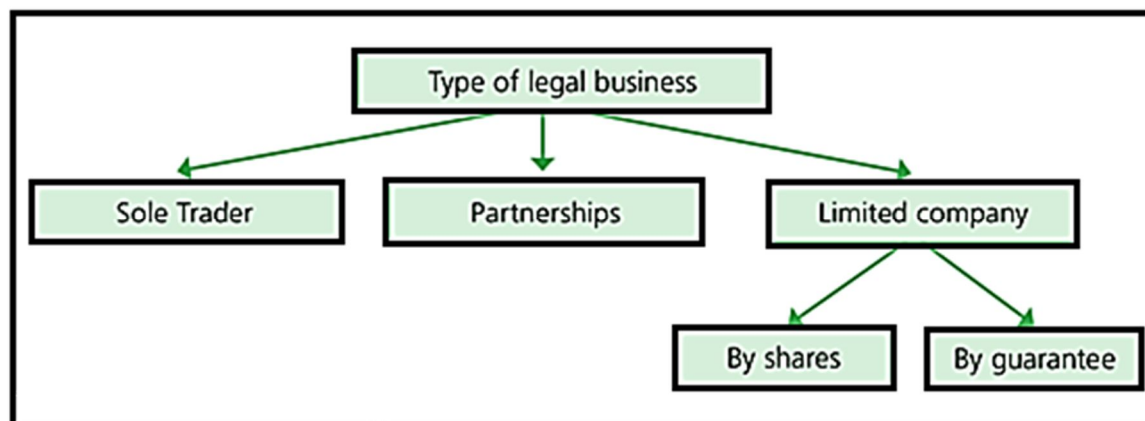 Type of legal business
Sole Trader
Partnerships
Limited company
By shares
By guarantee